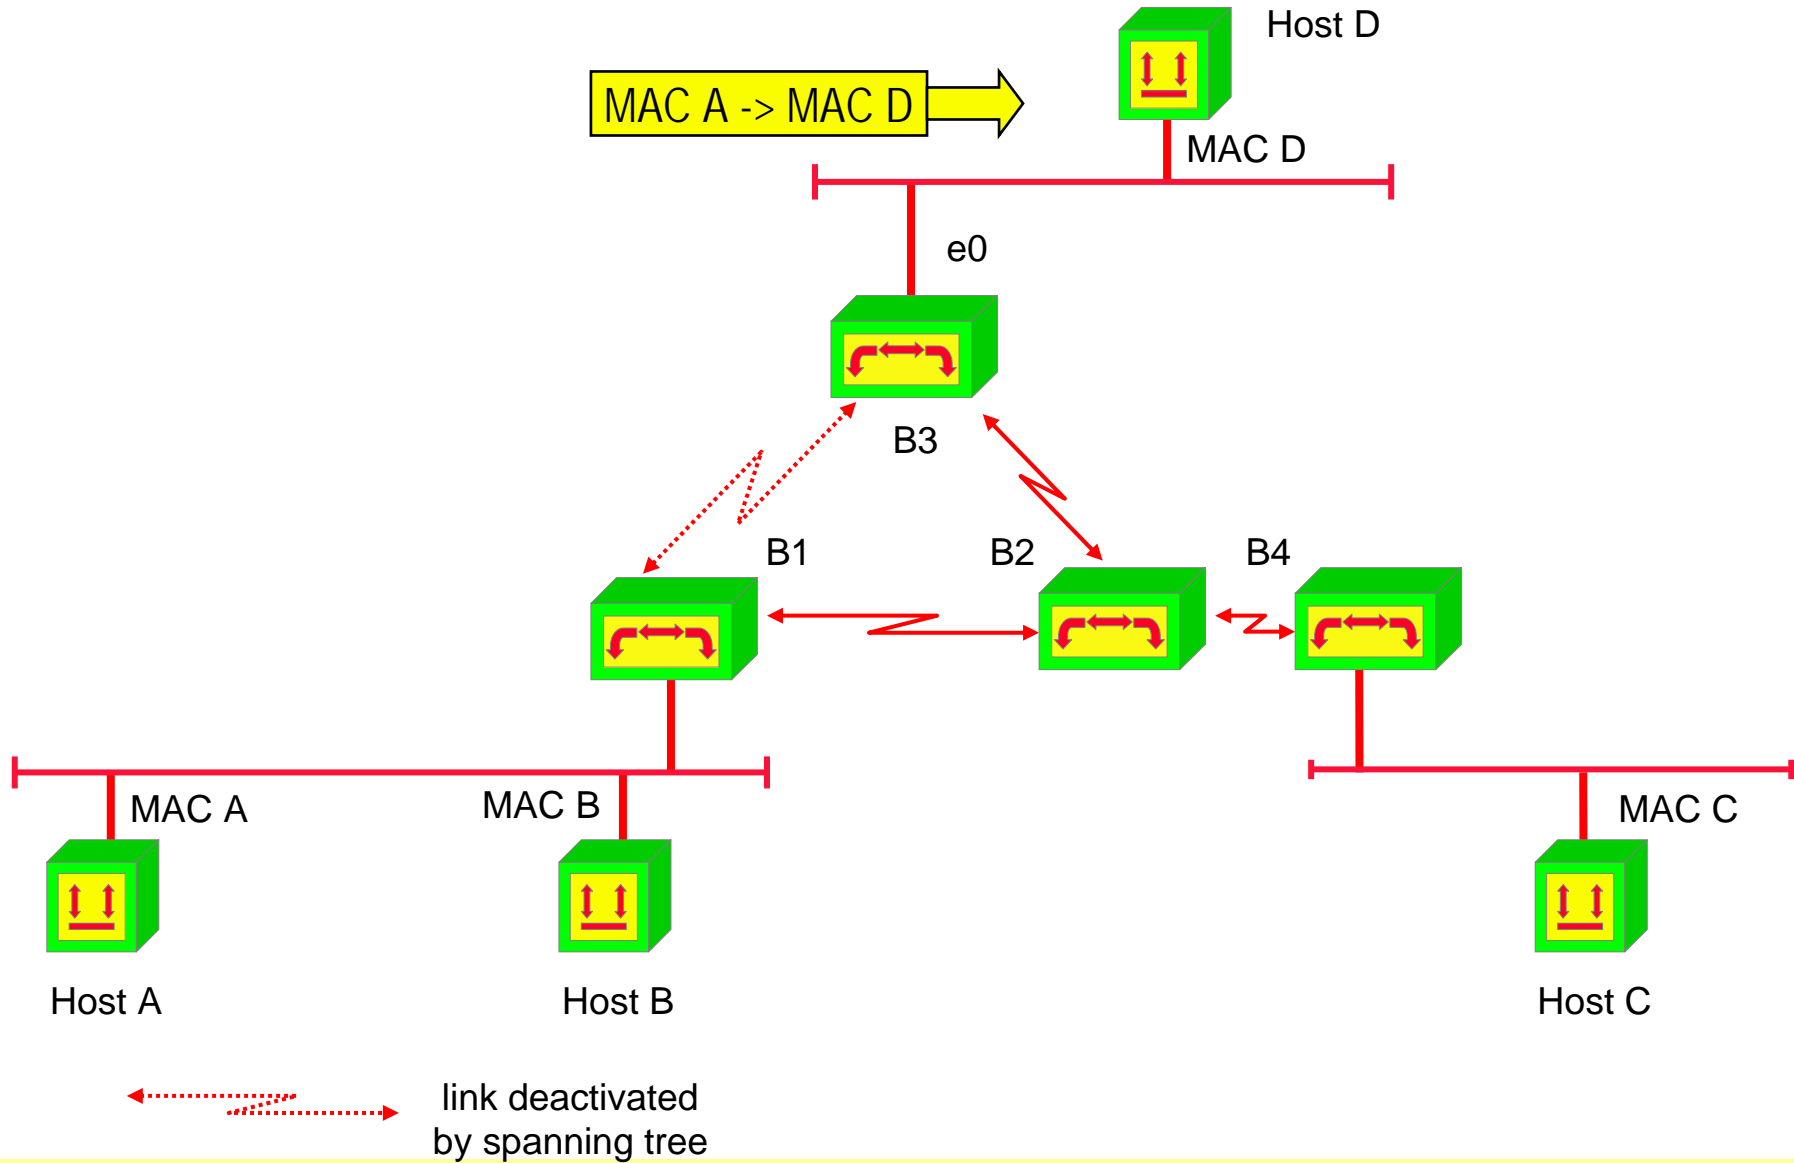 Host D
MAC A -> MAC D
MAC D
e0
B3
B1
B2
B4
MAC A
MAC B
MAC C
Host A
Host B
Host C
link deactivated
by spanning tree